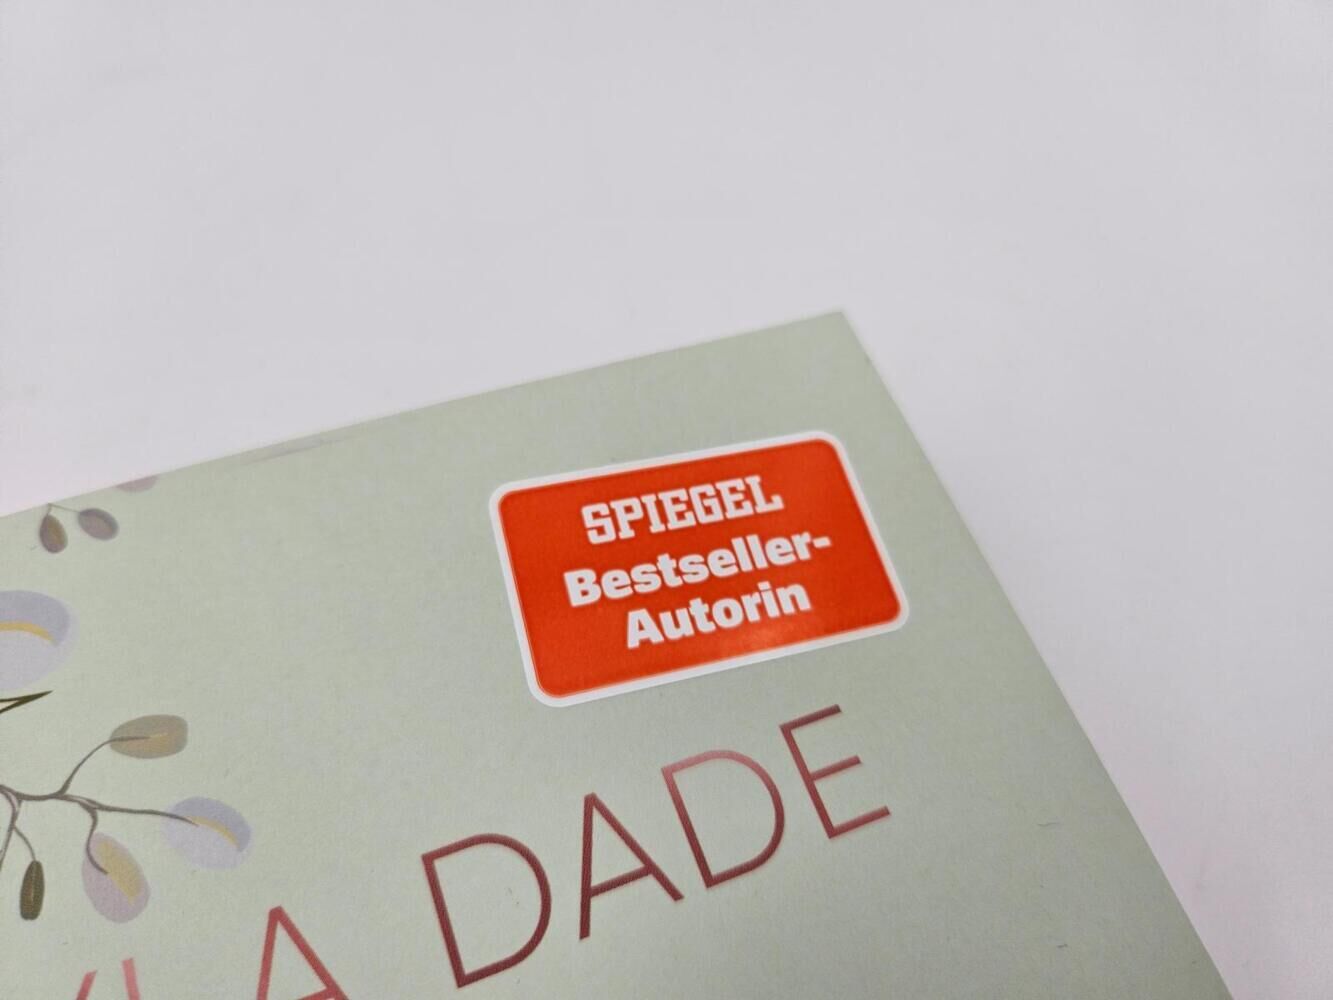 SPIEGEL
Bestseller-
Autorin
DADE